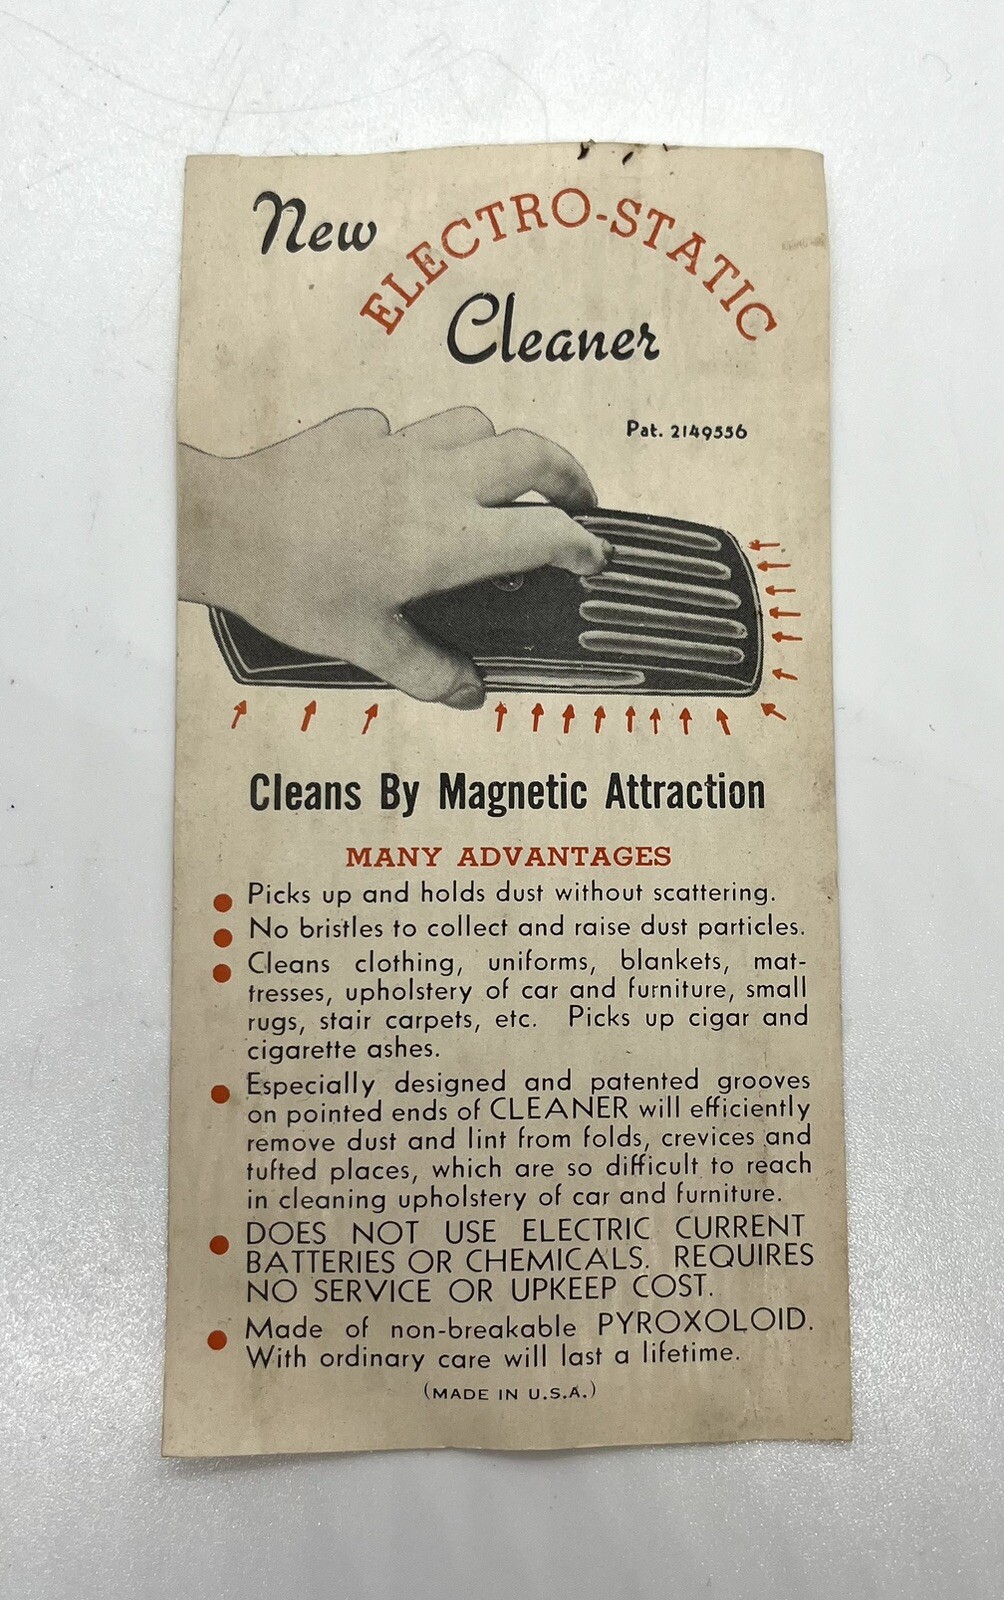 New ELECTRO-STATIC
Cleaner
Pat. 2149556
Cleans By Magnetic Attraction
MANY ADVANTAGES
● Picks up and holds dust without scattering.
● No bristles to collect and raise dust particles.
● Cleans clothing, uniforms, blankets, mat-
tresses, upholstery of car and furniture, small
rugs, stair carpets, etc. Picks up cigar and
cigarette ashes.
● Especially designed and patented grooves
on pointed ends of CLEANER will efficiently
remove dust and lint from folds, crevices and
tufted places, which are so difficult to reach
in cleaning upholstery of car and furniture.
● DOES NOT USE ELECTRIC CURRENT
BATTERIES OR CHEMICALS. REQUIRES
NO SERVICE OR UPKEEP COST.
● Made of non-breakable PYROXOLOID.
With ordinary care will last a lifetime.
(MADE IN U.S.A.)